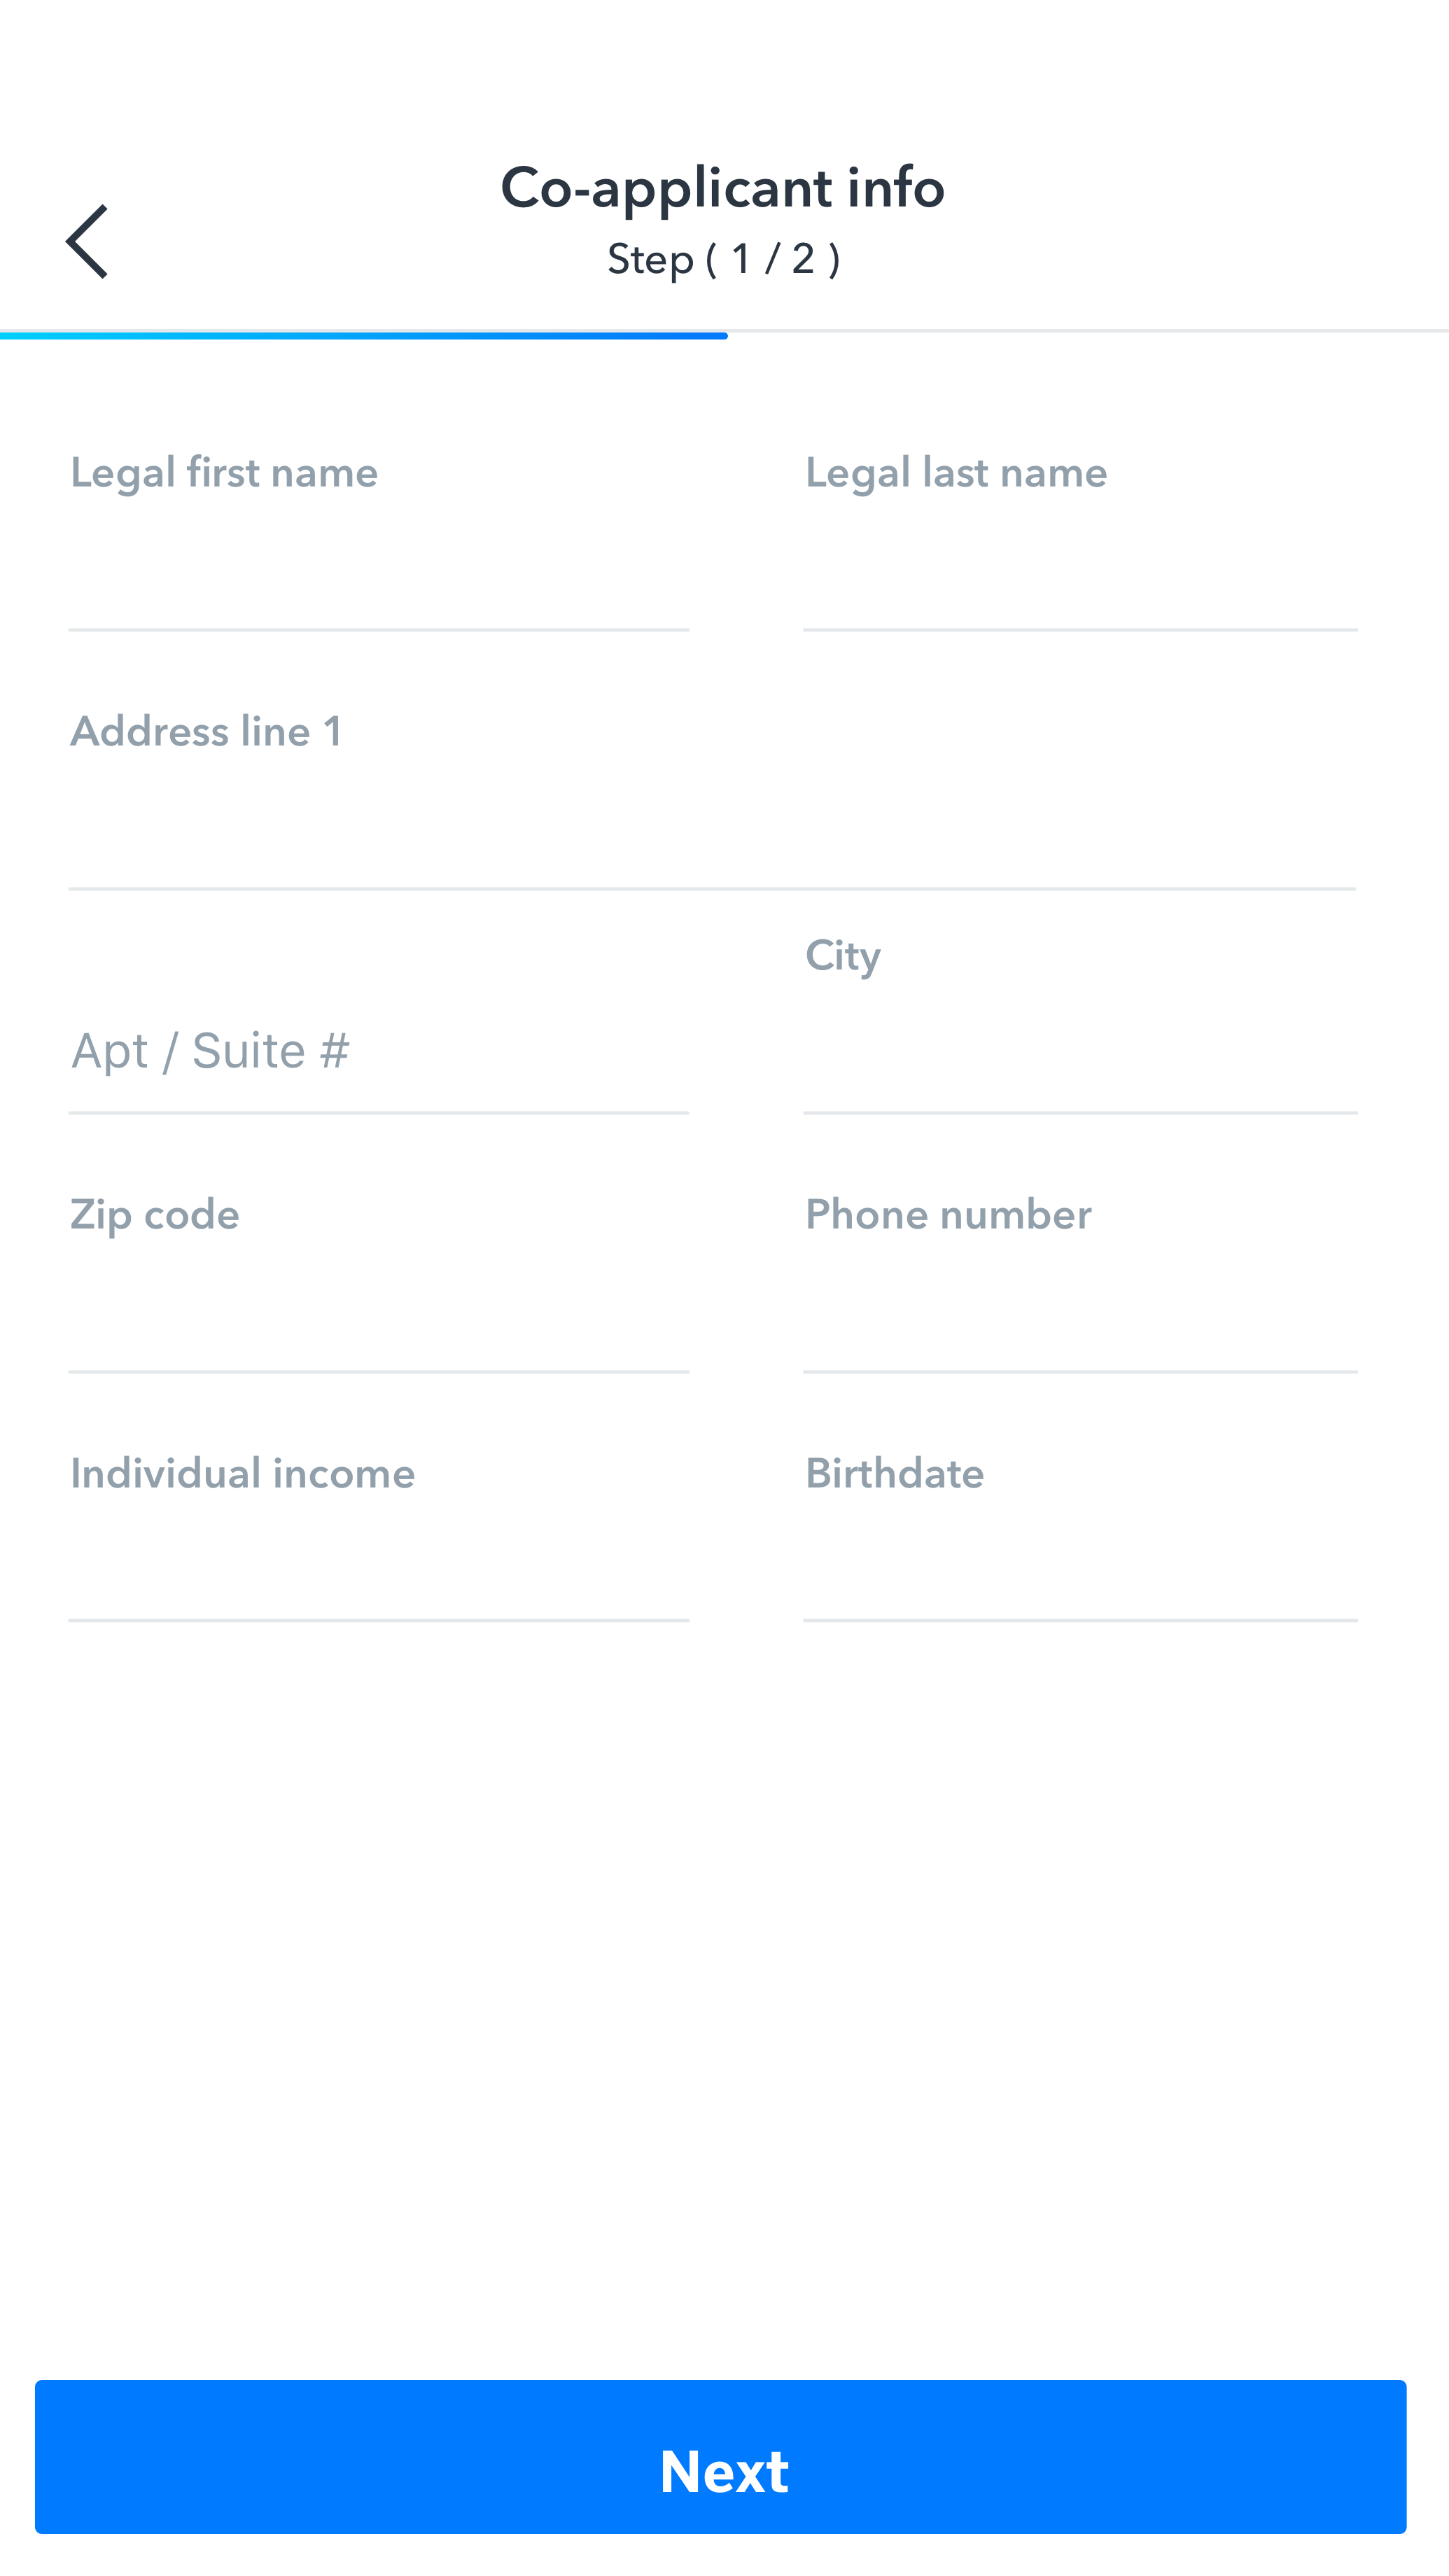 Co-applicant info
Step ( 1 / 2 )
Legal first name
Legal last name
Address line 1
City
Apt / Suite #
Zip code
Phone number
Individual income
Birthdate
Next